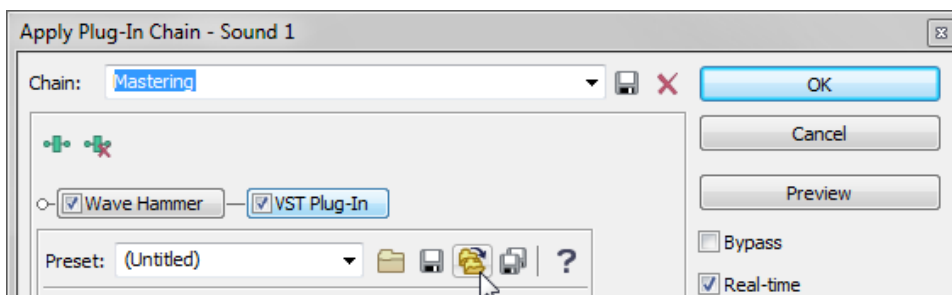 Apply Plug-In Chain - Sound 1
Chain: Mastering
OK
Cancel
Wave Hammer VST Plug-In
Preview
Preset: (Untitled) ?
Bypass
Real-time